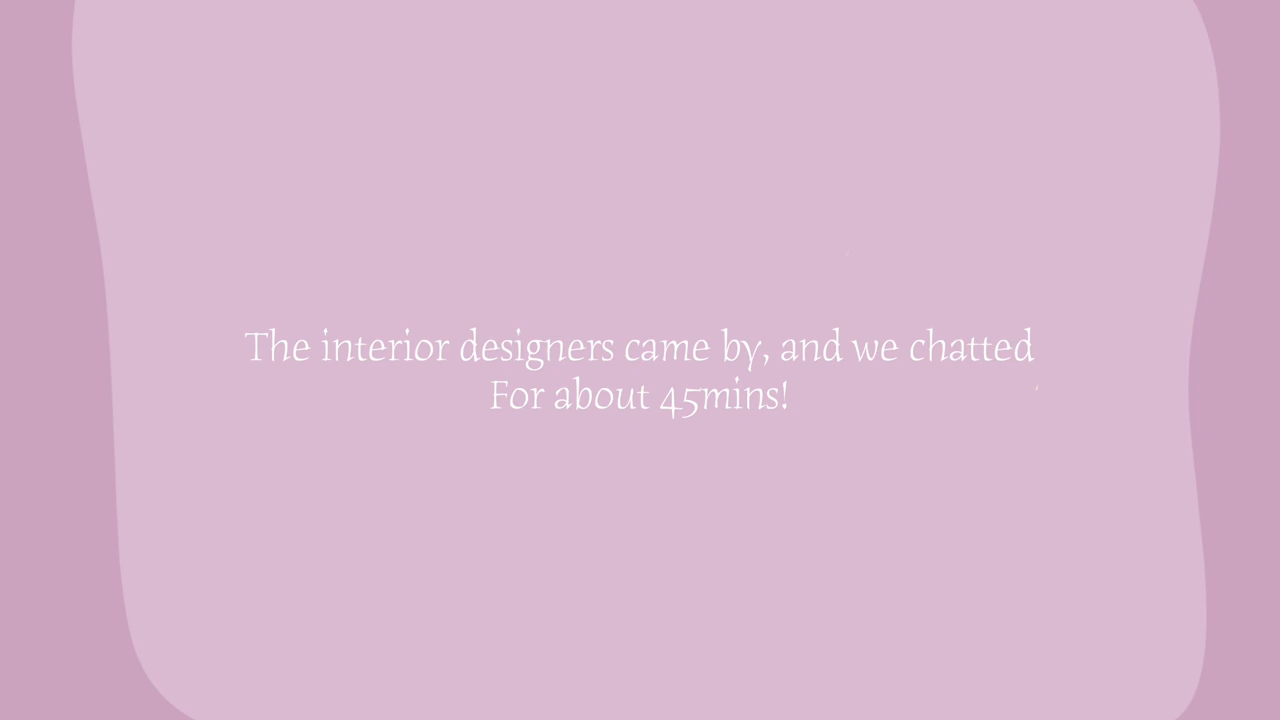 The interior designers came by, and we chatted
For about 45mins!